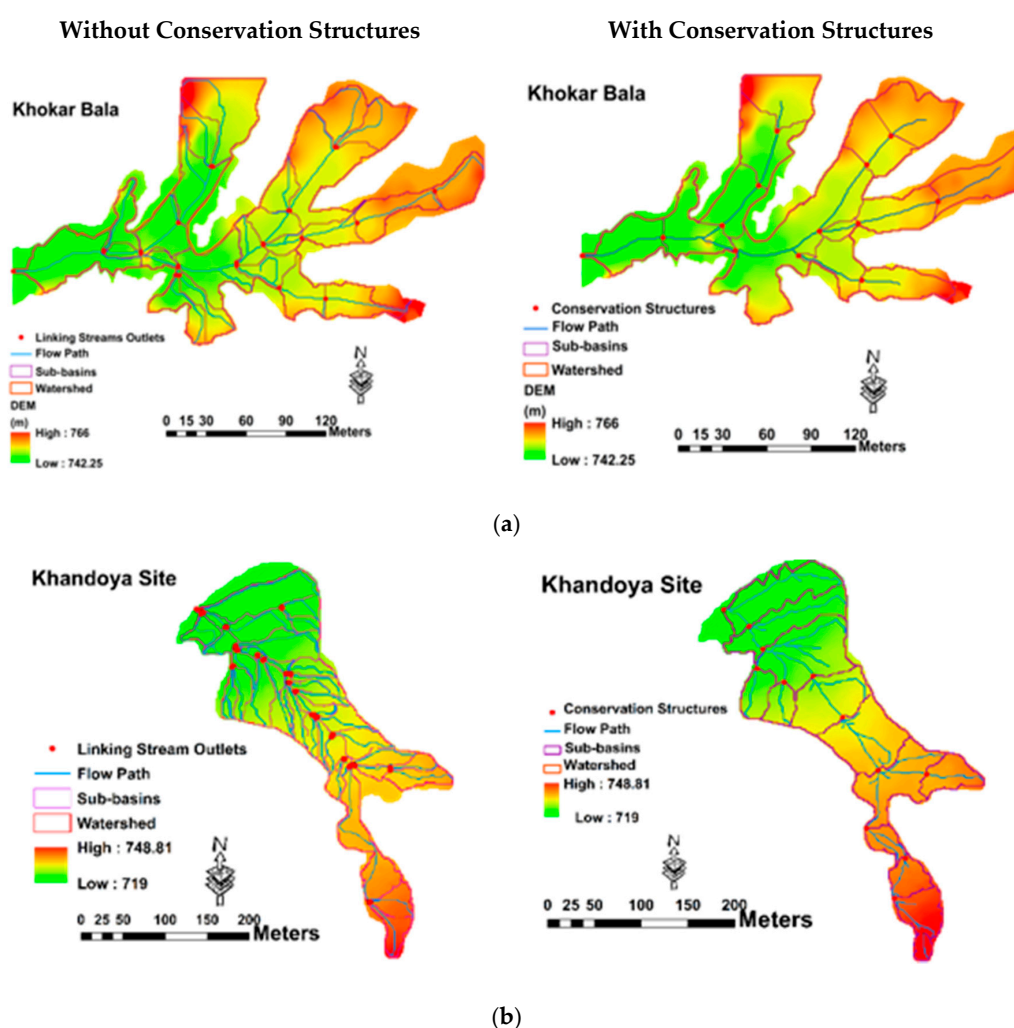 Without Conservation Structures
With Conservation Structures
Khokar Bala
Linking Streams Outlets
Flow Path
Sub-basins
Watershed
DEM
(m)
High : 766
Low : 742.25
N
0 15 30 60 90 120
Meters
Khokar Bala
Conservation Structures
Flow Path
Sub-basins
Watershed
DEM
(m)
High : 766
Low : 742.25
N
0 15 30 60 90 120
Meters
(a)
Khandoya Site
Linking Stream Outlets
Flow Path
Sub-basins
Watershed
High : 748.81
Low : 719
N
0 25 50 100 150 200
Meters
Khandoya Site
Conservation Structures
Flow Path
Sub-basins
Watershed
High : 748.81
Low : 719
N
0 25 50 100 150 200
Meters
(b)